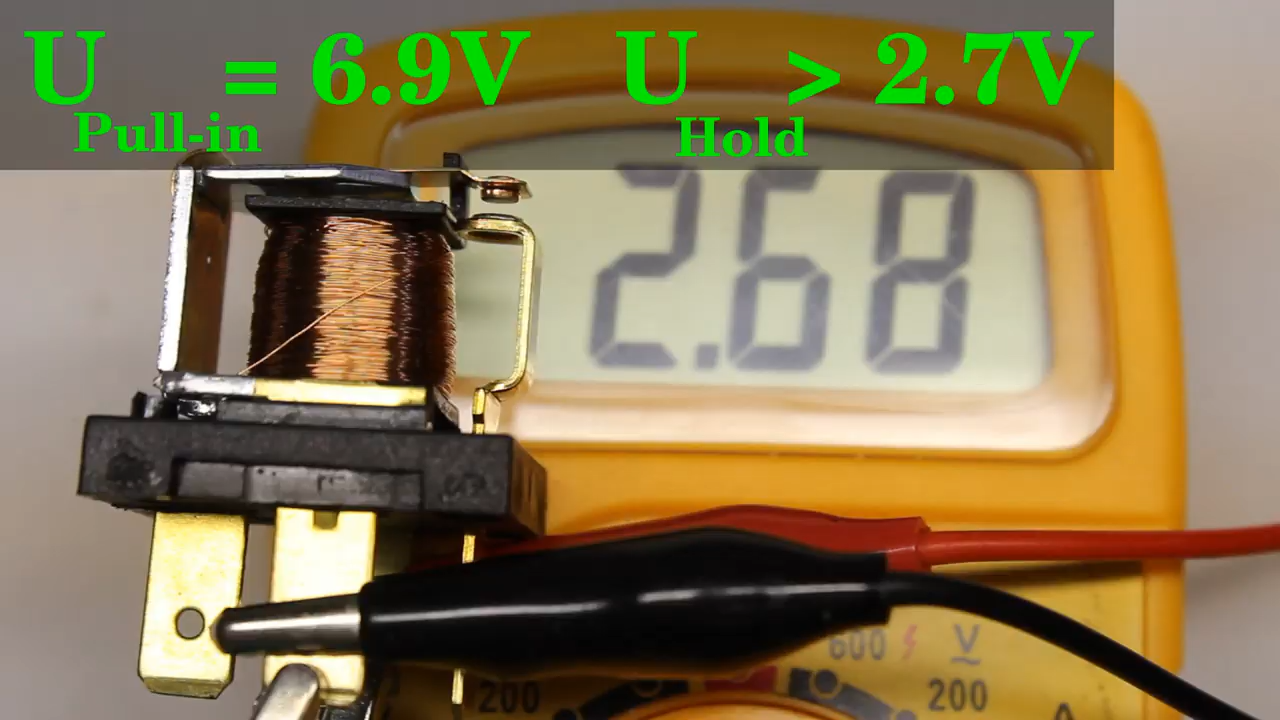 U = 6.9V U > 2.7V
Pull-in Hold
2.68
600 V
200 200
A